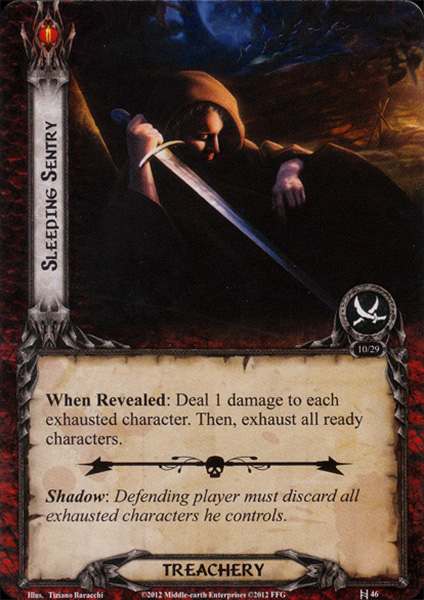 SLEEPING SENTRY
10/29
When Revealed: Deal 1 damage to each
exhausted character. Then, exhaust all ready
characters.
Shadow: Defending player must discard all
exhausted characters he controls.
TREACHERY
Illus, Tiziano Baracchi ©2012 Middle-earth Enterprises ©2012 FFG 46